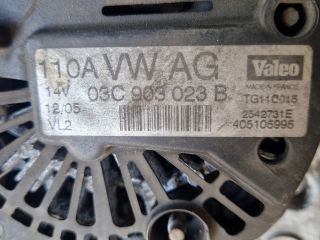 110A VW AG
Valeo
MADE IN FRANCE
14V 03C 903 023 B
TG11C015
12/05
2542731E
VL2
405105995